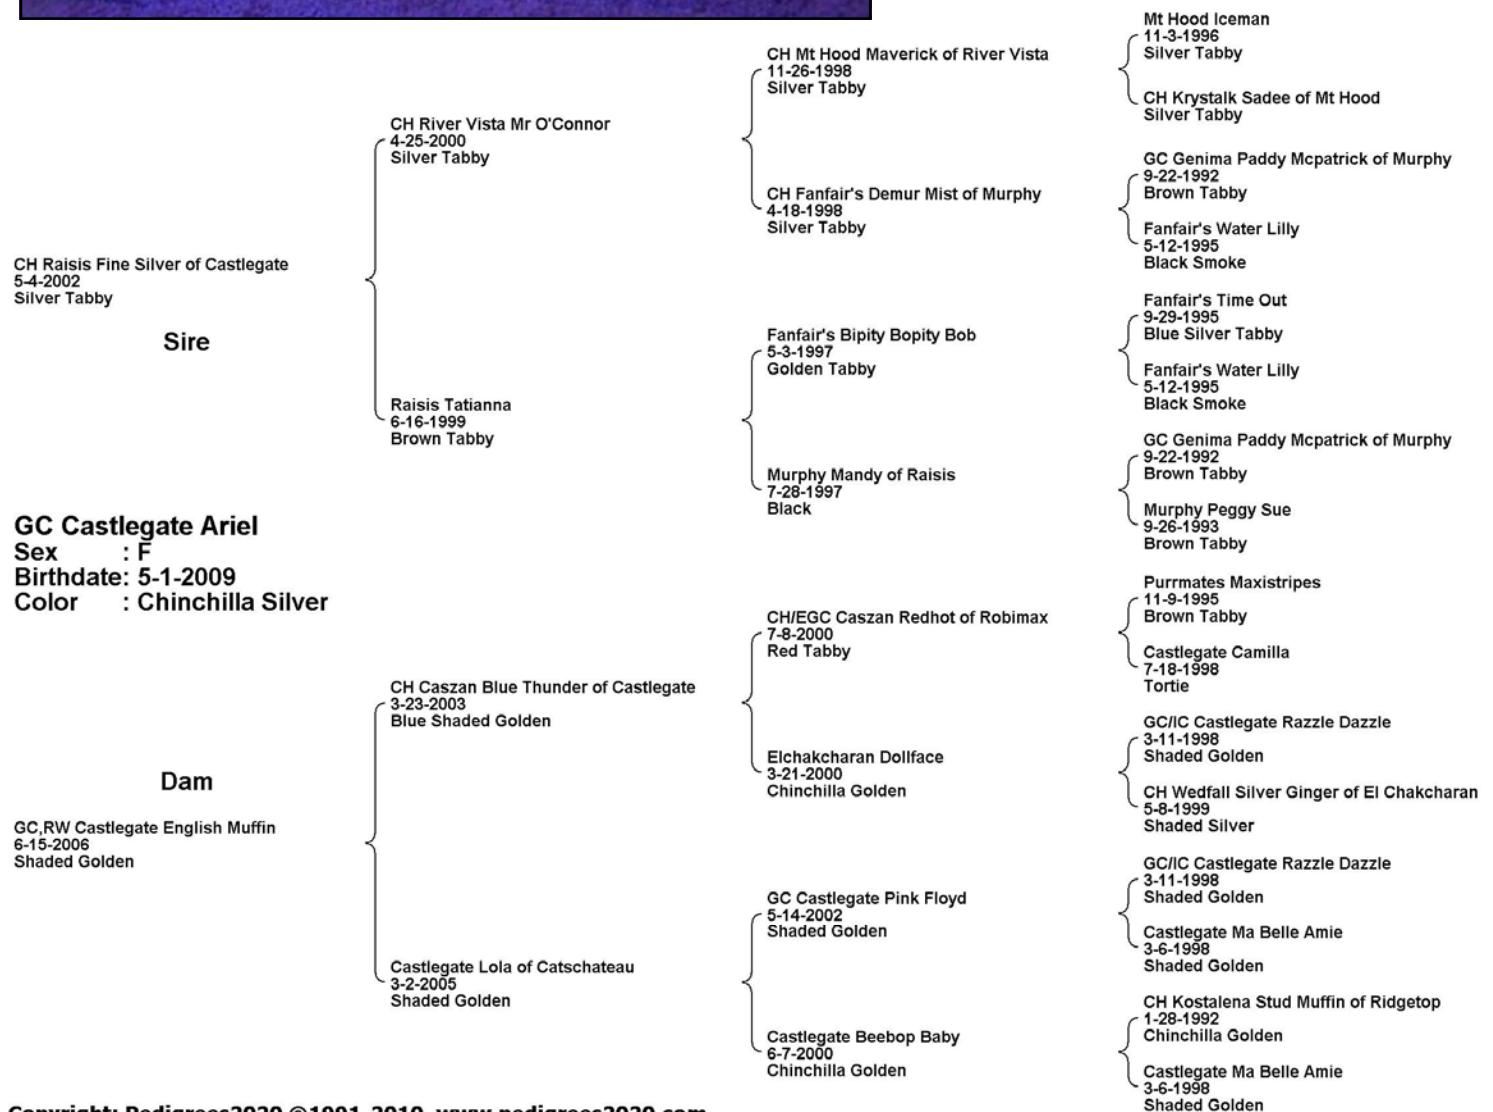 CH Raisis Fine Silver of Castlegate
5-4-2002
Silver Tabby
Sire
GC Castlegate Ariel
Sex : F
Birthdate: 5-1-2009
Color : Chinchilla Silver
Dam
GC,RW Castlegate English Muffin
6-15-2006
Shaded Golden
CH River Vista Mr O'Connor
4-25-2000
Silver Tabby
Raisis Tatianna
6-16-1999
Brown Tabby
CH Caszan Blue Thunder of Castlegate
3-23-2003
Blue Shaded Golden
Castlegate Lola of Catschateau
3-2-2005
Shaded Golden
CH Mt Hood Maverick of River Vista
11-26-1998
Silver Tabby
CH Fanfair's Demur Mist of Murphy
4-18-1998
Silver Tabby
Fanfair's Bipity Bopity Bob
5-3-1997
Golden Tabby
Murphy Mandy of Raisis
7-28-1997
Black
CH/EGC Caszan Redhot of Robimax
7-8-2000
Red Tabby
Elchakcharan Dollface
3-21-2000
Chinchilla Golden
GC Castlegate Pink Floyd
5-14-2002
Shaded Golden
Castlegate Beebop Baby
6-7-2000
Chinchilla Golden
Mt Hood Iceman
11-3-1996
Silver Tabby
CH Krystalk Sadee of Mt Hood
Silver Tabby
GC Genima Paddy Mcpatrick of Murphy
9-22-1992
Brown Tabby
Fanfair's Water Lilly
5-12-1995
Black Smoke
Fanfair's Time Out
9-29-1995
Blue Silver Tabby
Fanfair's Water Lilly
5-12-1995
Black Smoke
GC Genima Paddy Mcpatrick of Murphy
9-22-1992
Brown Tabby
Murphy Peggy Sue
9-26-1993
Brown Tabby
Purrmates Maxistripes
11-9-1995
Brown Tabby
Castlegate Camilla
7-18-1998
Tortie
GC/IC Castlegate Razzle Dazzle
3-11-1998
Shaded Golden
CH Wedfall Silver Ginger of El Chakcharan
5-8-1999
Shaded Silver
GC/IC Castlegate Razzle Dazzle
3-11-1998
Shaded Golden
Castlegate Ma Belle Amie
3-6-1998
Shaded Golden
CH Kostalena Stud Muffin of Ridgetop
1-28-1992
Chinchilla Golden
Castlegate Ma Belle Amie
3-6-1998
Shaded Golden
Copyright: Pedigrees2020 ©1991-2010 www.pedigrees2020.com